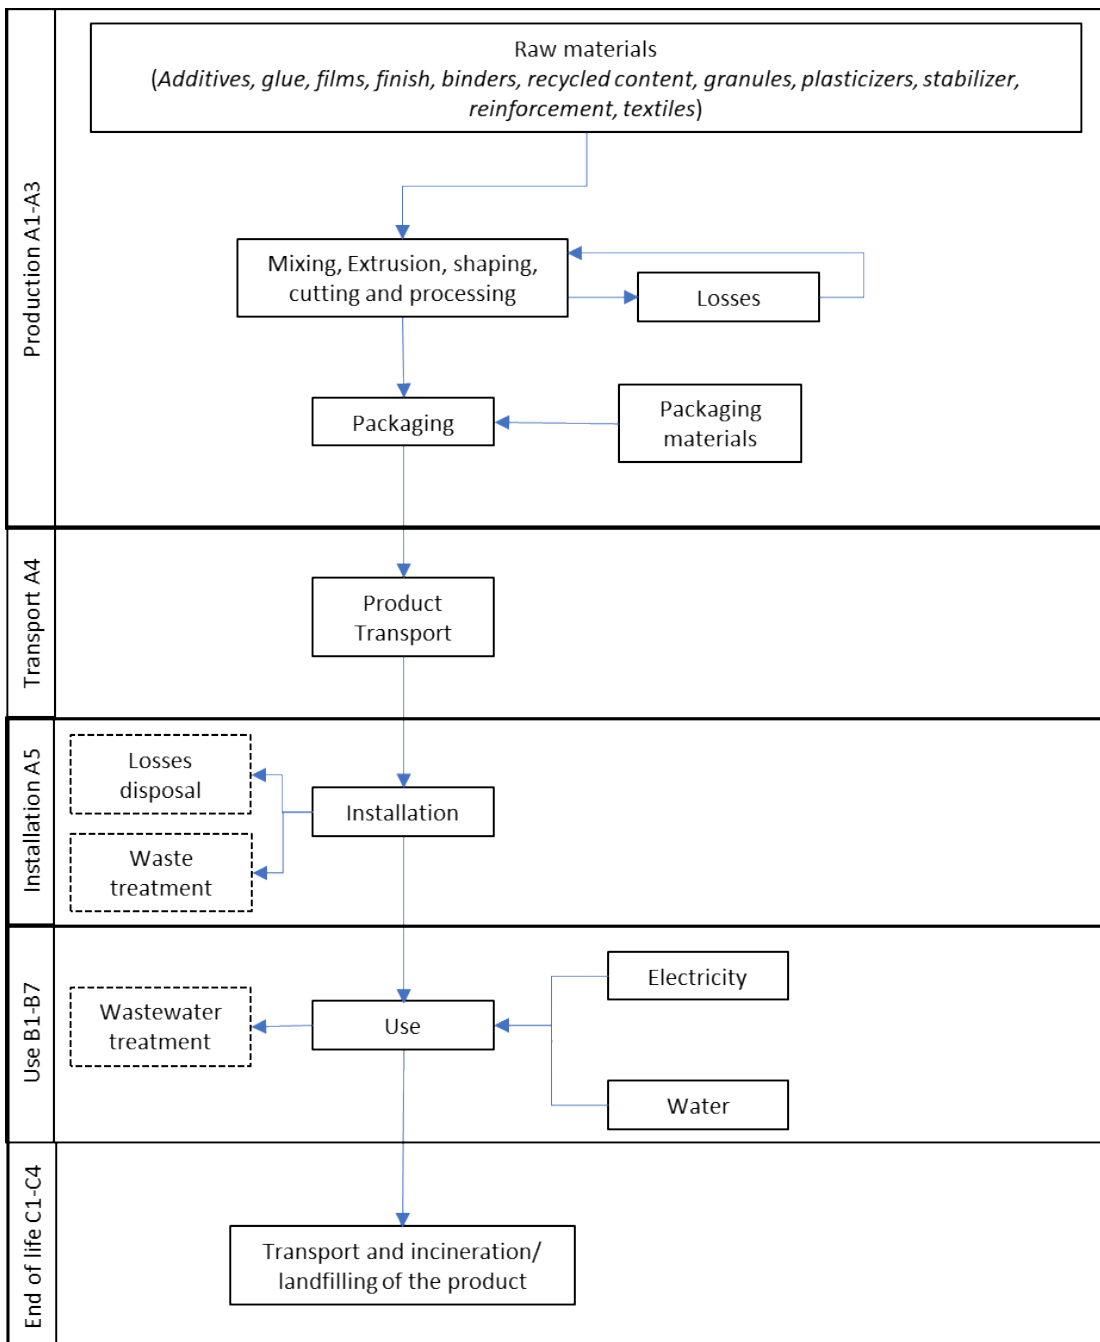 Production A1-A3
Raw materials
(Additives, glue, films, finish, binders, recycled content, granules, plasticizers, stabilizer,
reinforcement, textiles)
Mixing, Extrusion, shaping,
cutting and processing
Losses
Packaging
Packaging
materials
Transport A4
Product
Transport
Installation A5
Losses
disposal
Installation
Waste
treatment
Use B1-B7
Electricity
Wastewater
treatment
Use
Water
End of life C1-C4
Transport and incineration/
landfilling of the product